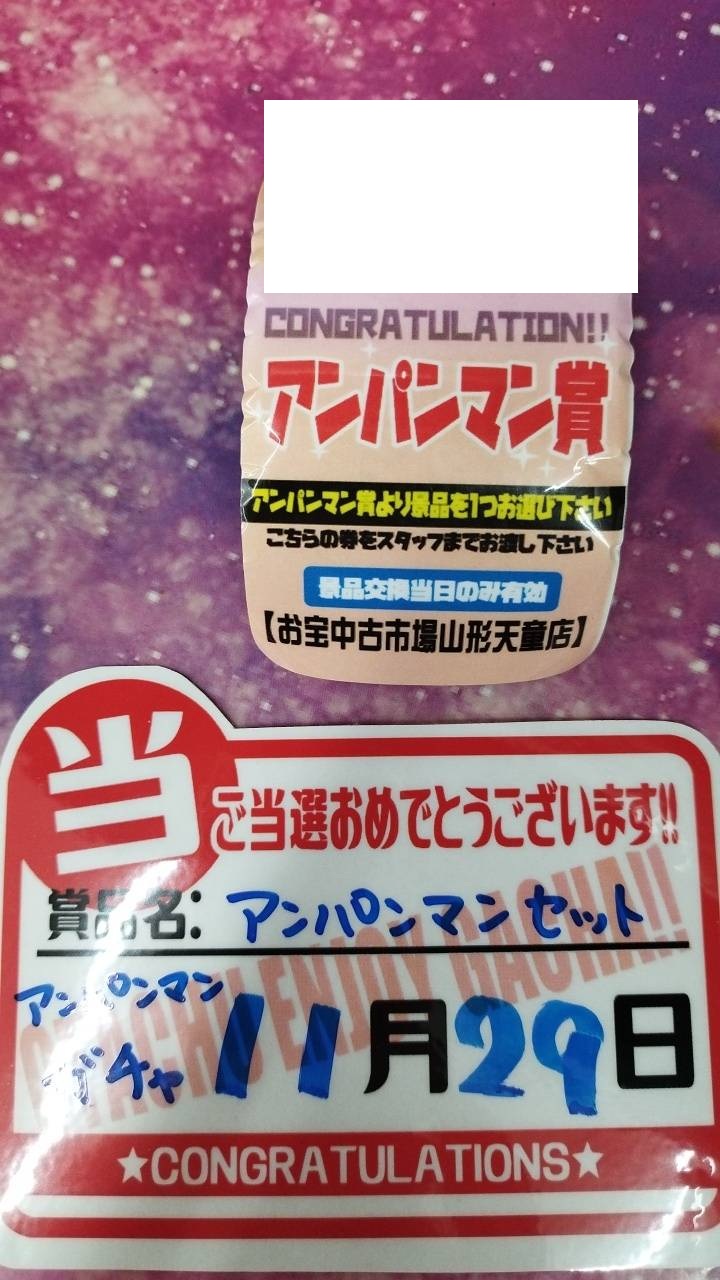 CONGRATULATION!!
アンパンマン賞
アンパンマン賞より景品を1つお選び下さい
こちらの券をスタッフまでお渡し下さい
景品交換当日のみ有効
【お宝中古市場山形天童店】
当
ご当選おめでとうございます!!
賞品名: アンパンマンセット
アンパンマン
ガチャ 11月29日
ENJOY GACHA!!
★CONGRATULATIONS★